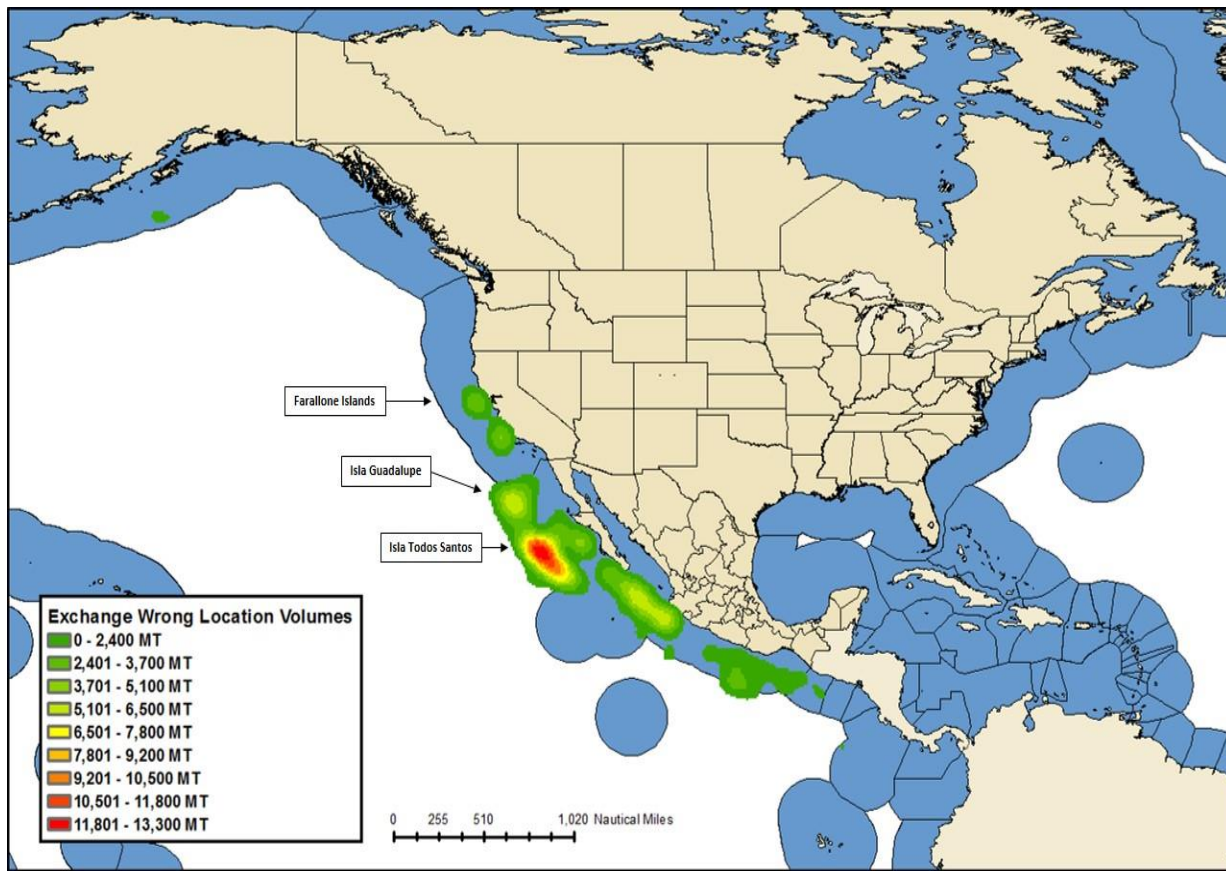 Farallone Islands
Isla Guadalupe
Isla Todos Santos
Exchange Wrong Location Volumes
0 - 2,400 MT
2,401 - 3,700 MT
3,701 - 5,100 MT
5,101 - 6,500 MT
6,501 - 7,800 MT
7,801 - 9,200 MT
9,201 - 10,500 MT
10,501 - 11,800 MT
11,801 - 13,300 MT
0 255 510 1,020 Nautical Miles